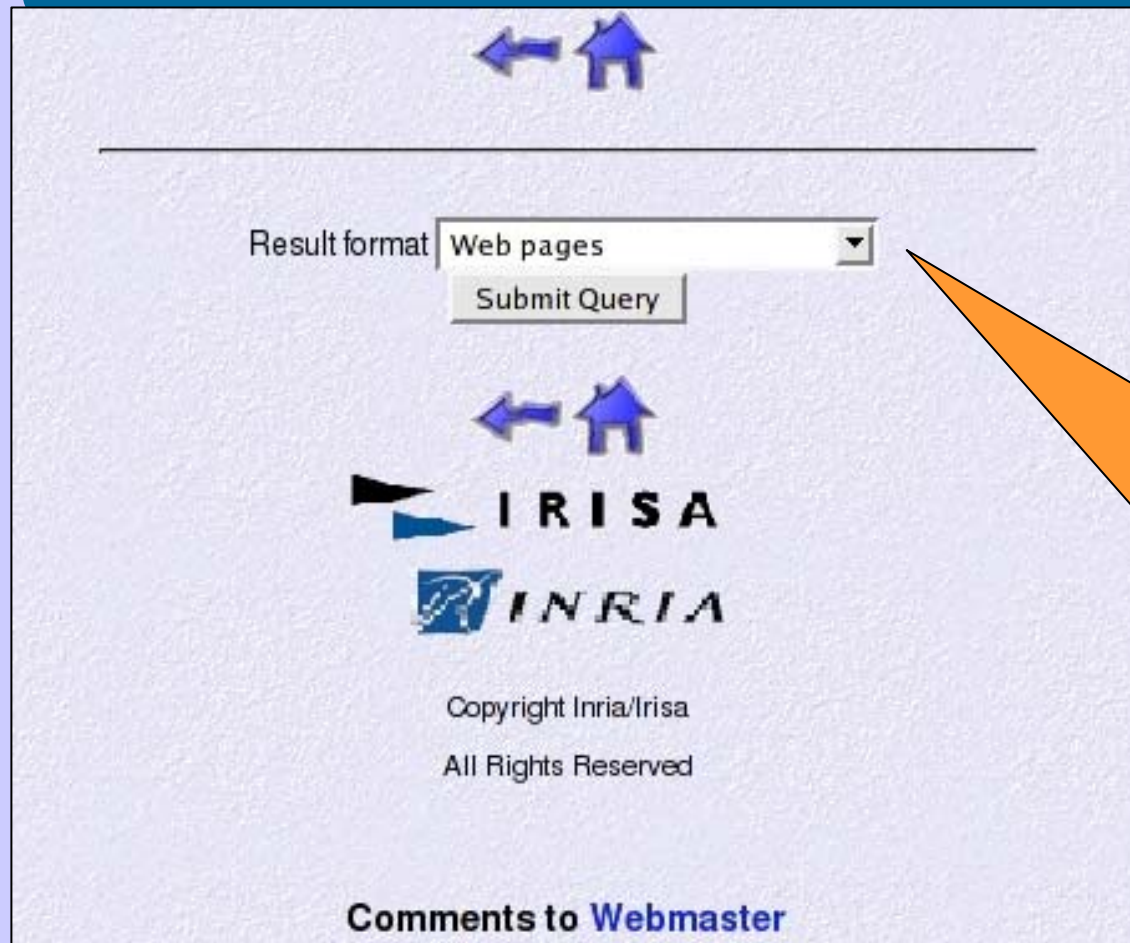 Result format Web pages
Submit Query
IRISA
INRIA
Copyright Inria/Irisa
All Rights Reserved
Comments to Webmaster